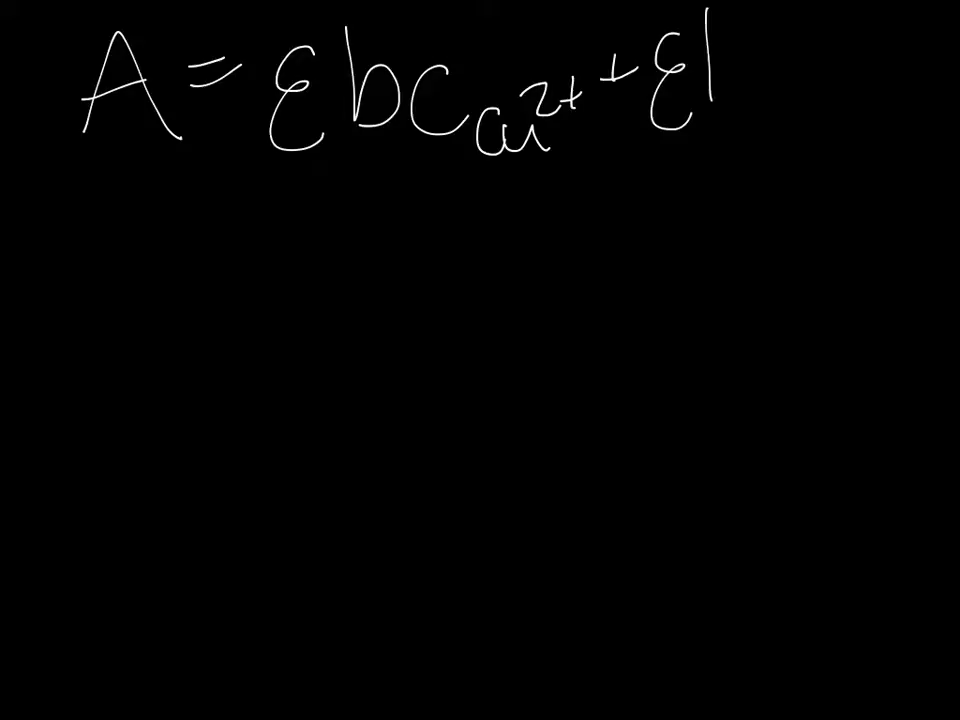 A = εbc_Cu²⁺ + εl